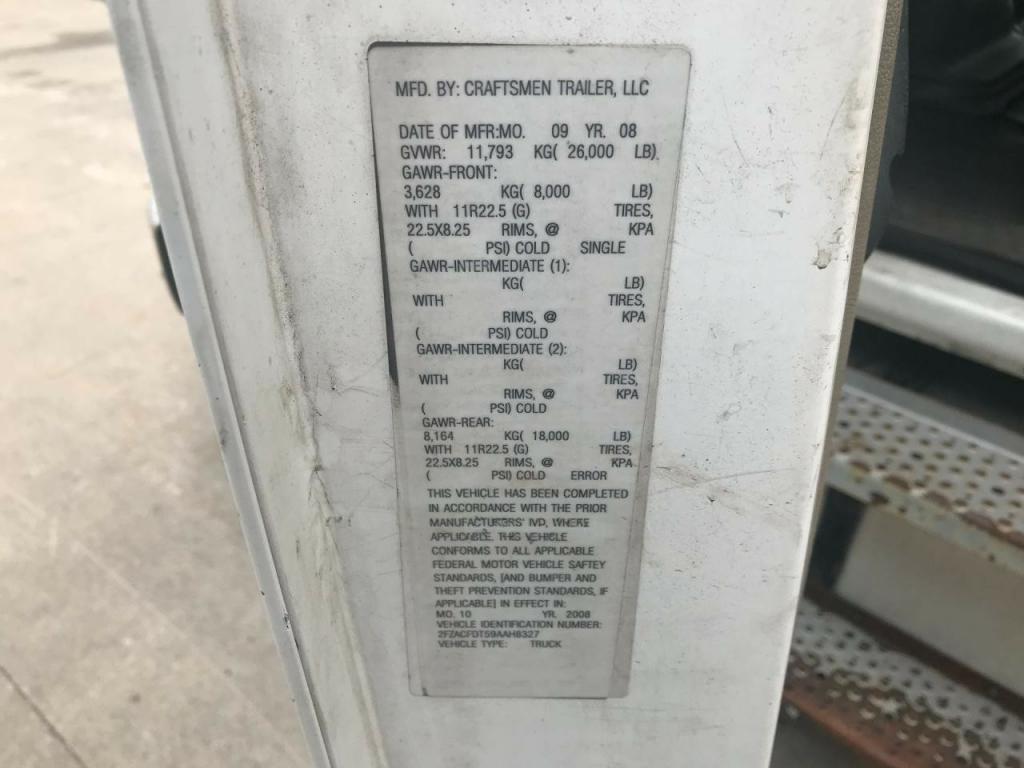 MFD. BY: CRAFTSMEN TRAILER, LLC
DATE OF MFR:MO. 09 YR. 08
GVWR: 11,793 KG( 26,000 LB)
GAWR-FRONT:
3,628 KG( 8,000 LB)
WITH 11R22.5 (G) TIRES,
22.5X8.25 RIMS, @ KPA
( PSI) COLD SINGLE
GAWR-INTERMEDIATE (1):
KG( LB)
WITH TIRES,
RIMS, @ KPA
( PSI) COLD
GAWR-INTERMEDIATE (2):
KG( LB)
WITH TIRES,
RIMS, @ KPA
( PSI) COLD
GAWR-REAR:
8,164 KG( 18,000 LB)
WITH 11R22.5 (G) TIRES,
22.5X8.25 RIMS, @ KPA
( PSI) COLD ERROR
THIS VEHICLE HAS BEEN COMPLETED
IN ACCORDANCE WITH THE PRIOR
MANUFACTURERS' IVD, WHERE
APPLICABLE. THIS VEHICLE
CONFORMS TO ALL APPLICABLE
FEDERAL MOTOR VEHICLE SAFTEY
STANDARDS, [AND BUMPER AND
THEFT PREVENTION STANDARDS, IF
APPLICABLE] IN EFFECT IN:
MO. 10 YR. 2008
VEHICLE IDENTIFICATION NUMBER:
2FZACFDT59AAH8327
VEHICLE TYPE: TRUCK